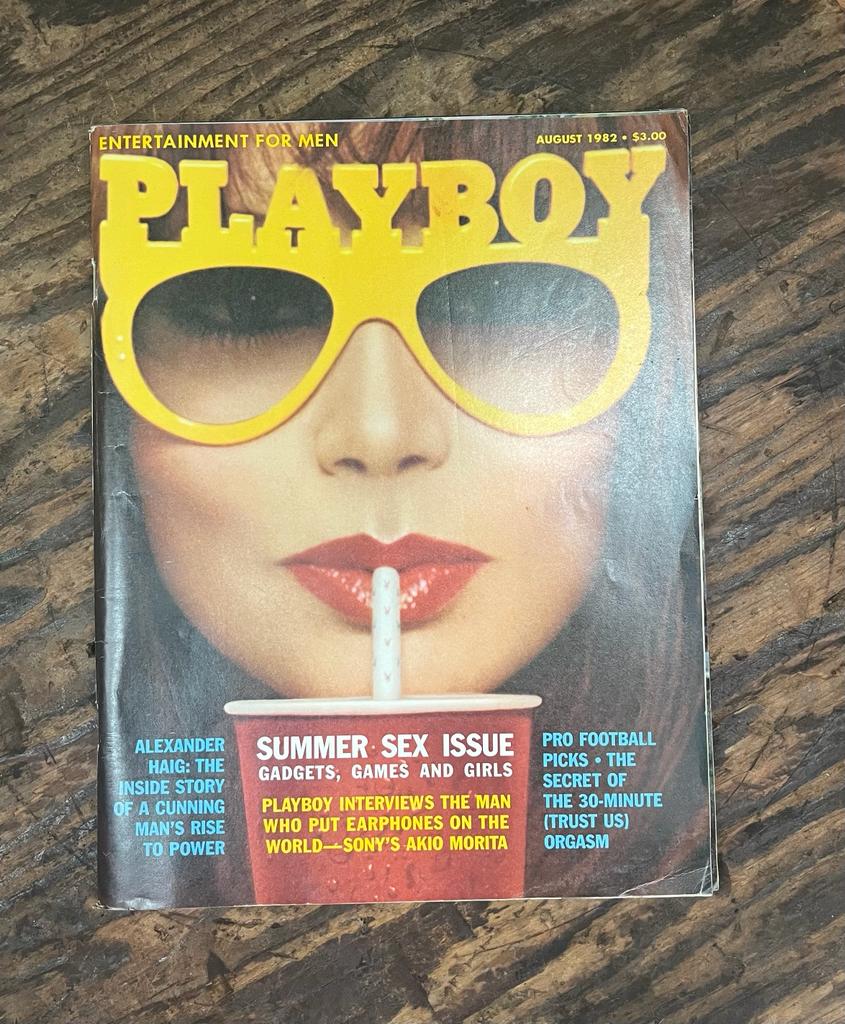 ENTERTAINMENT FOR MEN
AUGUST 1982 • $3.00
PLAYBOY
ALEXANDER
HAIG: THE
INSIDE STORY
OF A CUNNING
MAN'S RISE
TO POWER
SUMMER SEX ISSUE
GADGETS, GAMES AND GIRLS
PLAYBOY INTERVIEWS THE MAN
WHO PUT EARPHONES ON THE
WORLD—SONY'S AKIO MORITA
PRO FOOTBALL
PICKS • THE
SECRET OF
THE 30-MINUTE
(TRUST US)
ORGASM